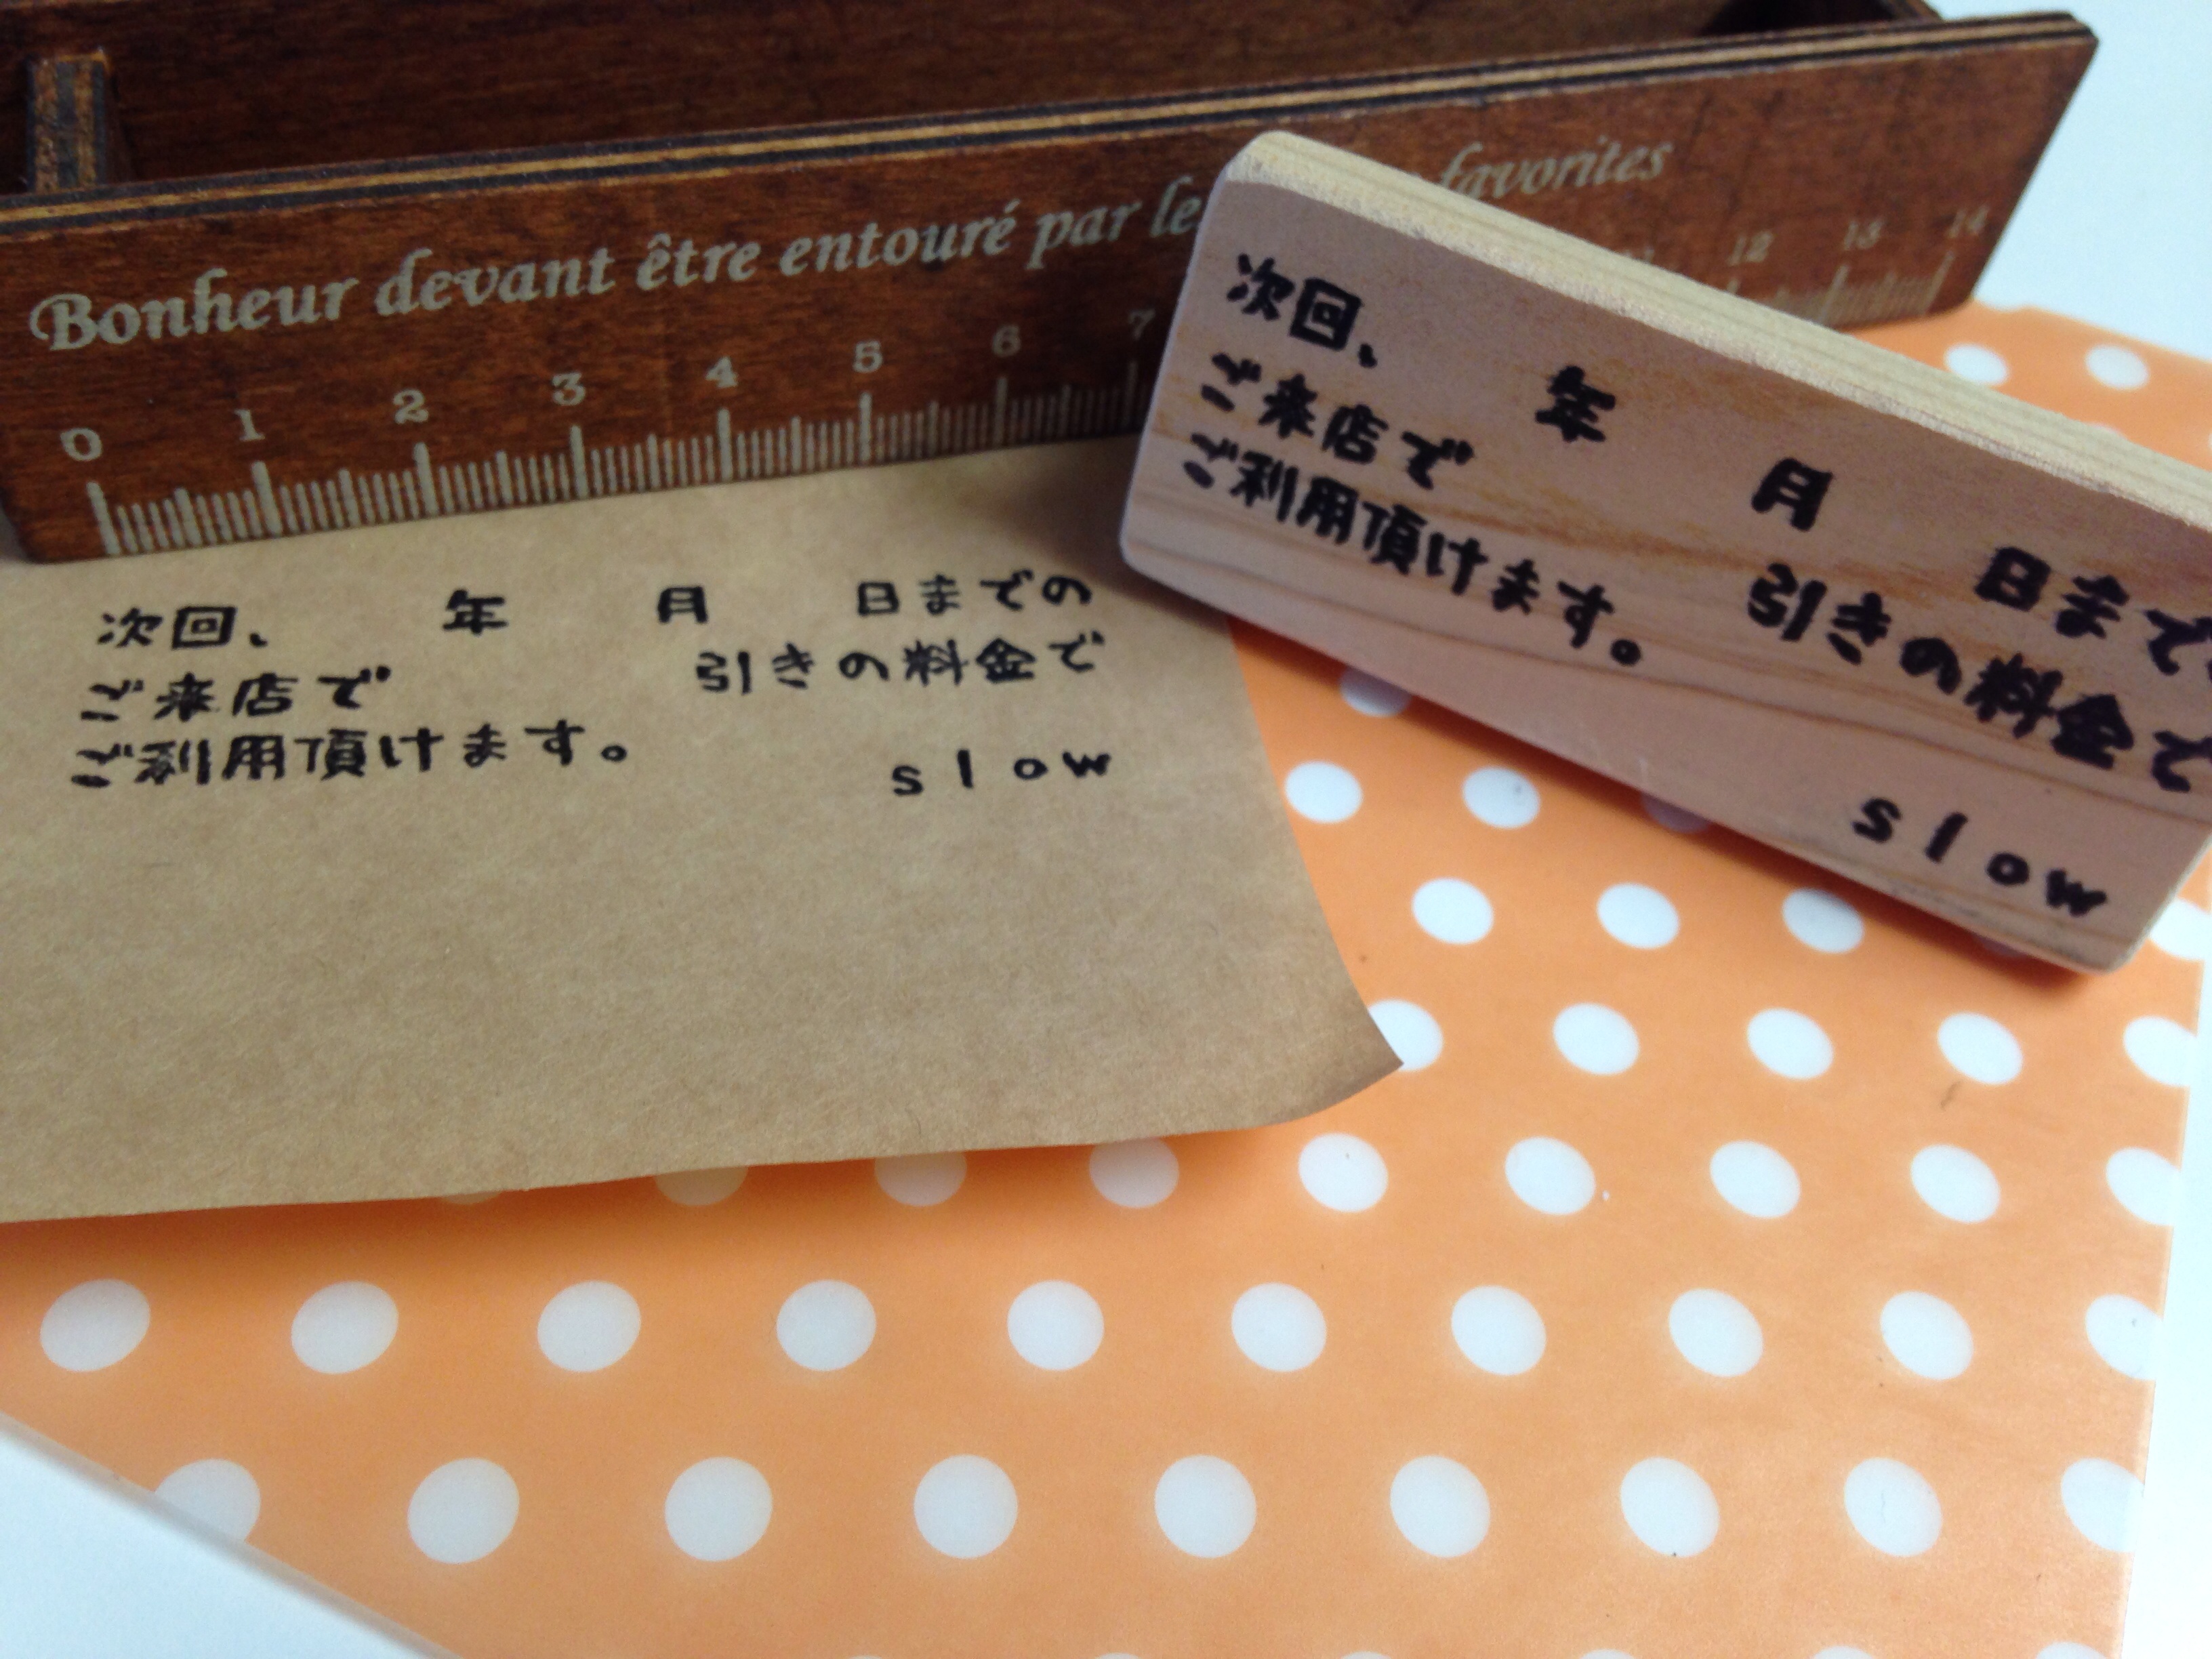 Bonheur devant être entouré par favorites
0 1 2 3 4 5 6 7 12 13 14
次回、 年 月 日までの
ご来店で 引きの料金で
ご利用頂けます。
slow
次回、 年 月 日まで
ご来店で 引きの料金で
ご利用頂けます。
slow